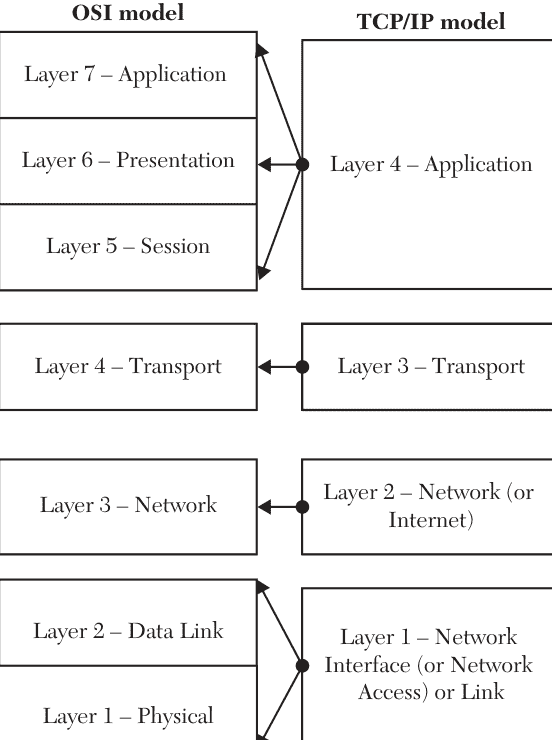 OSI model
TCP/IP model
Layer 7 – Application
Layer 6 – Presentation
Layer 5 – Session
Layer 4 – Application
Layer 4 – Transport
Layer 3 – Transport
Layer 3 – Network
Layer 2 – Network (or
Internet)
Layer 2 – Data Link
Layer 1 – Physical
Layer 1 – Network
Interface (or Network
Access) or Link